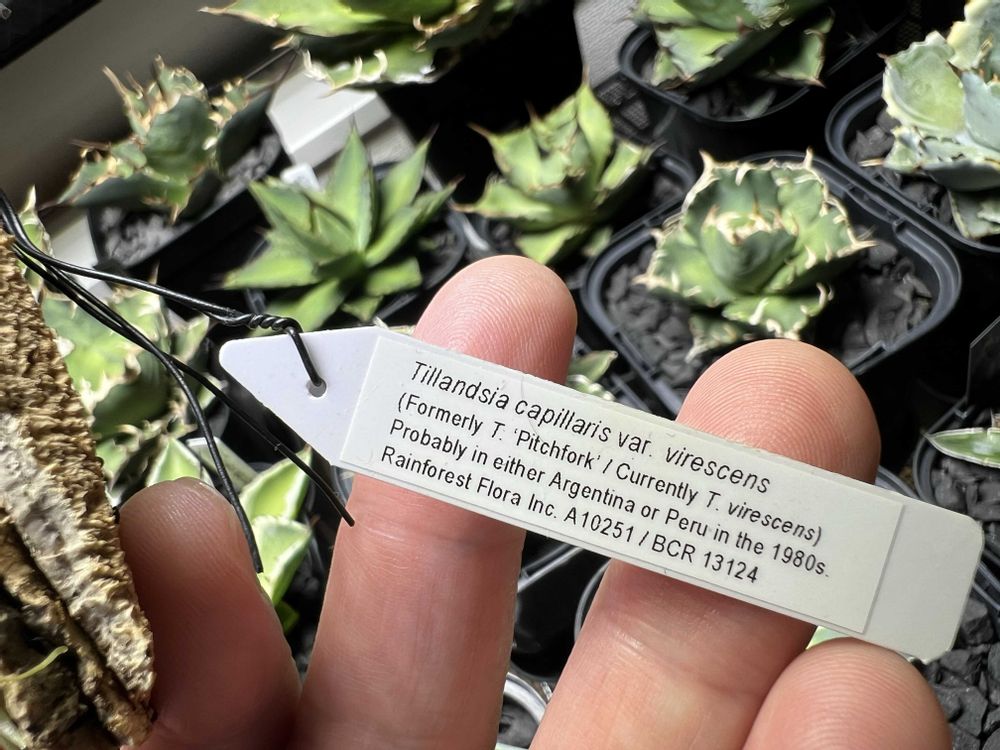 Tillandsia capillaris var. virescens
(Formerly T. 'Pitchfork' / Currently T. virescens)
Probably in either Argentina or Peru in the 1980s.
Rainforest Flora Inc. A10251 / BCR 13124